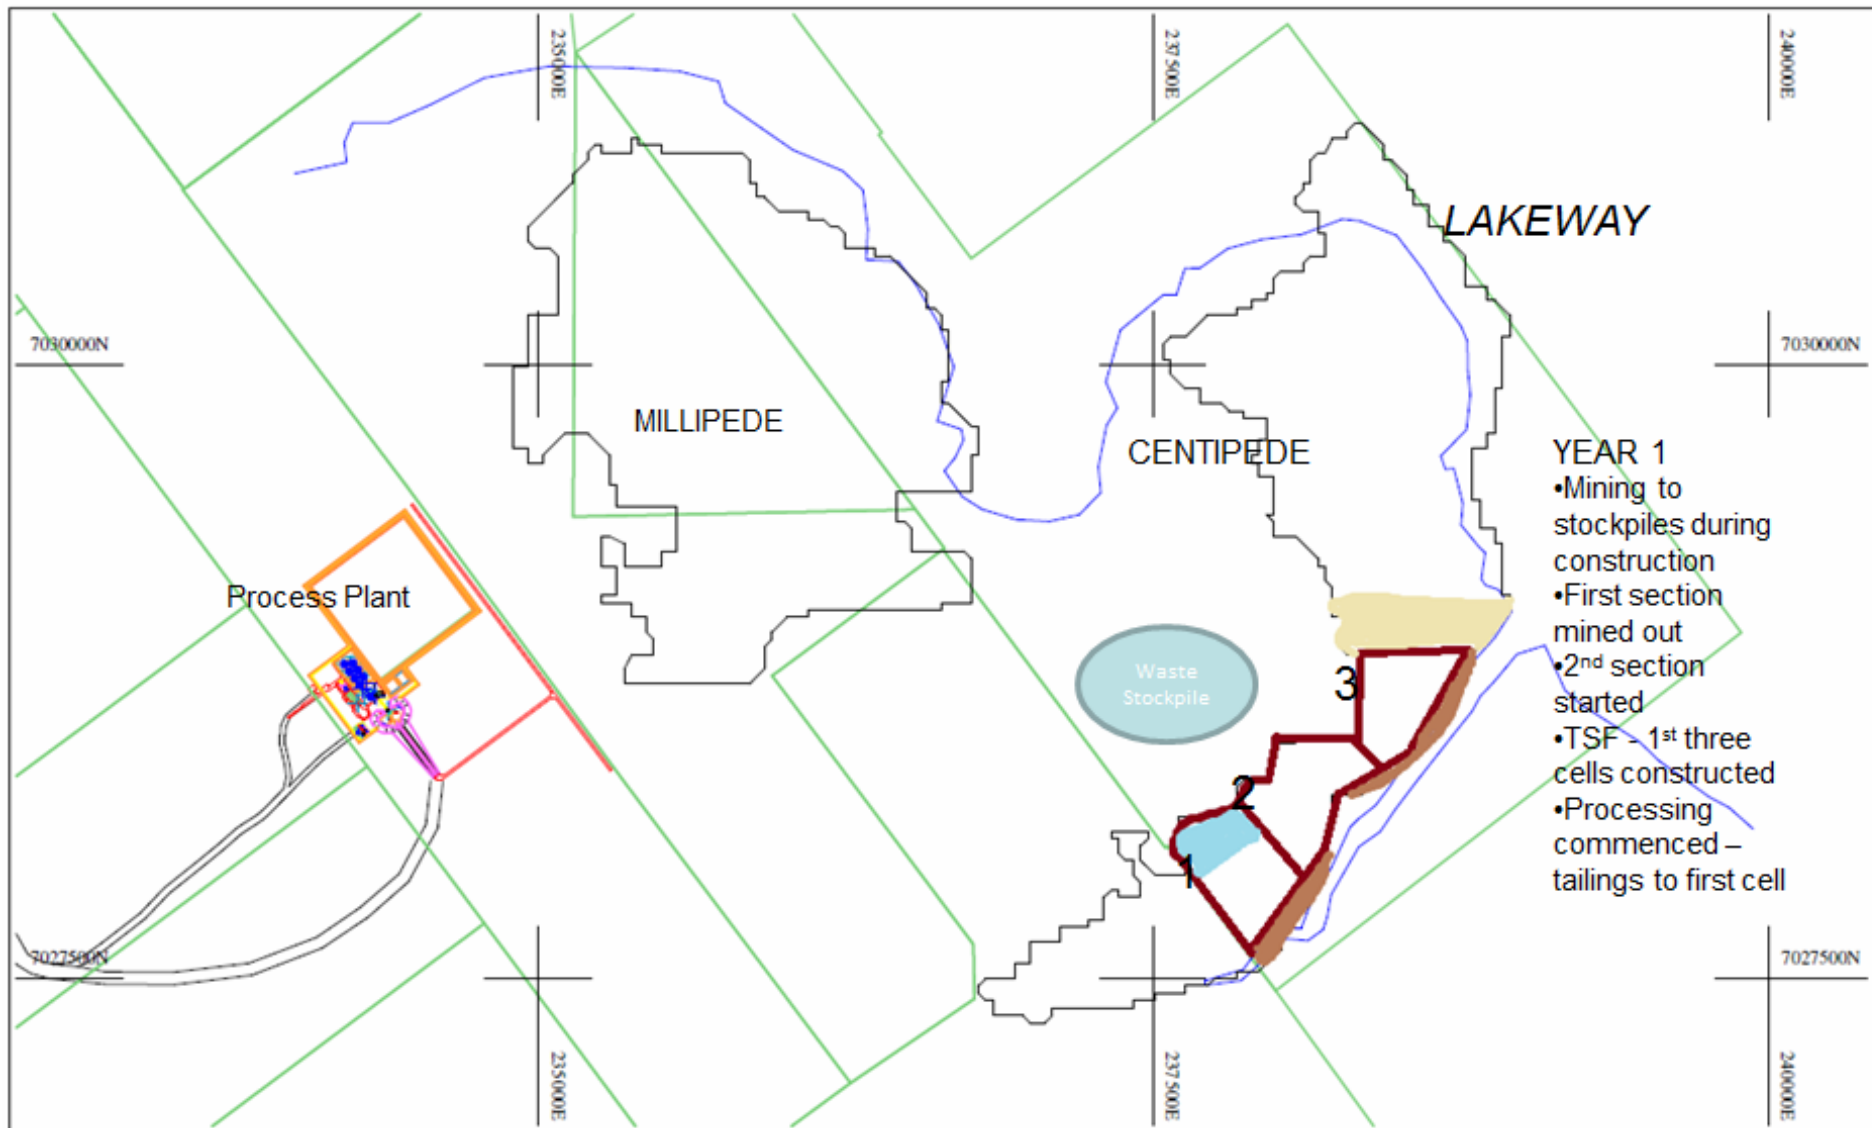 235000E
237500E
240000E
LAKEWAY
7030000N
7030000N
MILLIPEDE
CENTIPEDE
YEAR 1
•Mining to
stockpiles during
construction
•First section
mined out
•2nd section
started
•TSF - 1st three
cells constructed
•Processing
commenced –
tailings to first cell
Process Plant
Waste
Stockpile
3
2
1
7027500N
7027500N
235000E
237500E
240000E